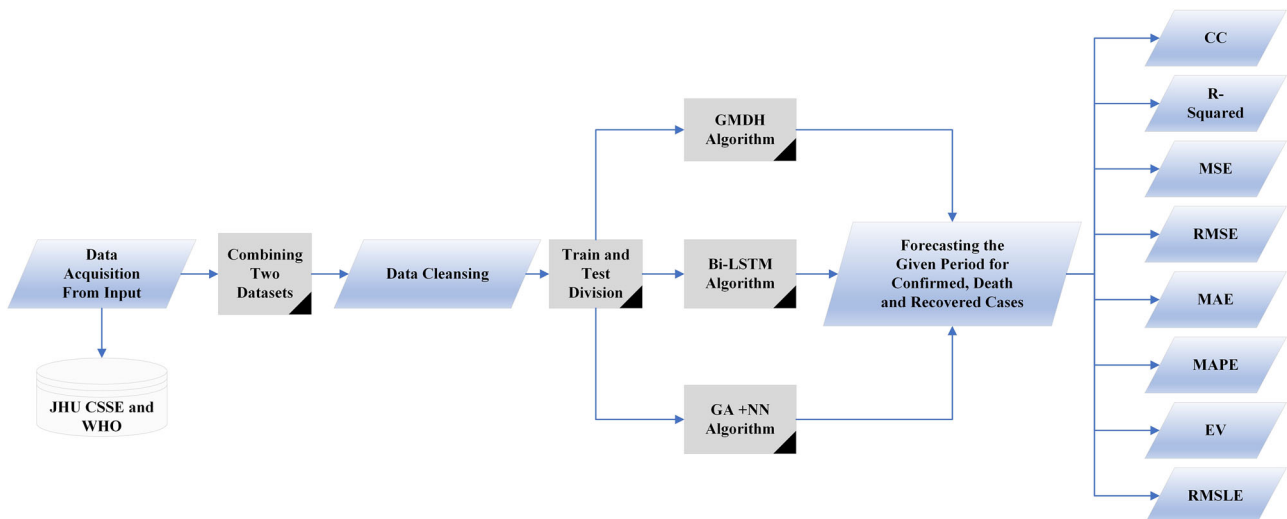 Data
Acquisition
From Input
JHU CSSE and
WHO
Combining
Two
Datasets
Data Cleansing
Train and
Test
Division
GMDH
Algorithm
Bi-LSTM
Algorithm
GA +NN
Algorithm
Forecasting the
Given Period for
Confirmed, Death
and Recovered Cases
CC
R-
Squared
MSE
RMSE
MAE
MAPE
EV
RMSLE